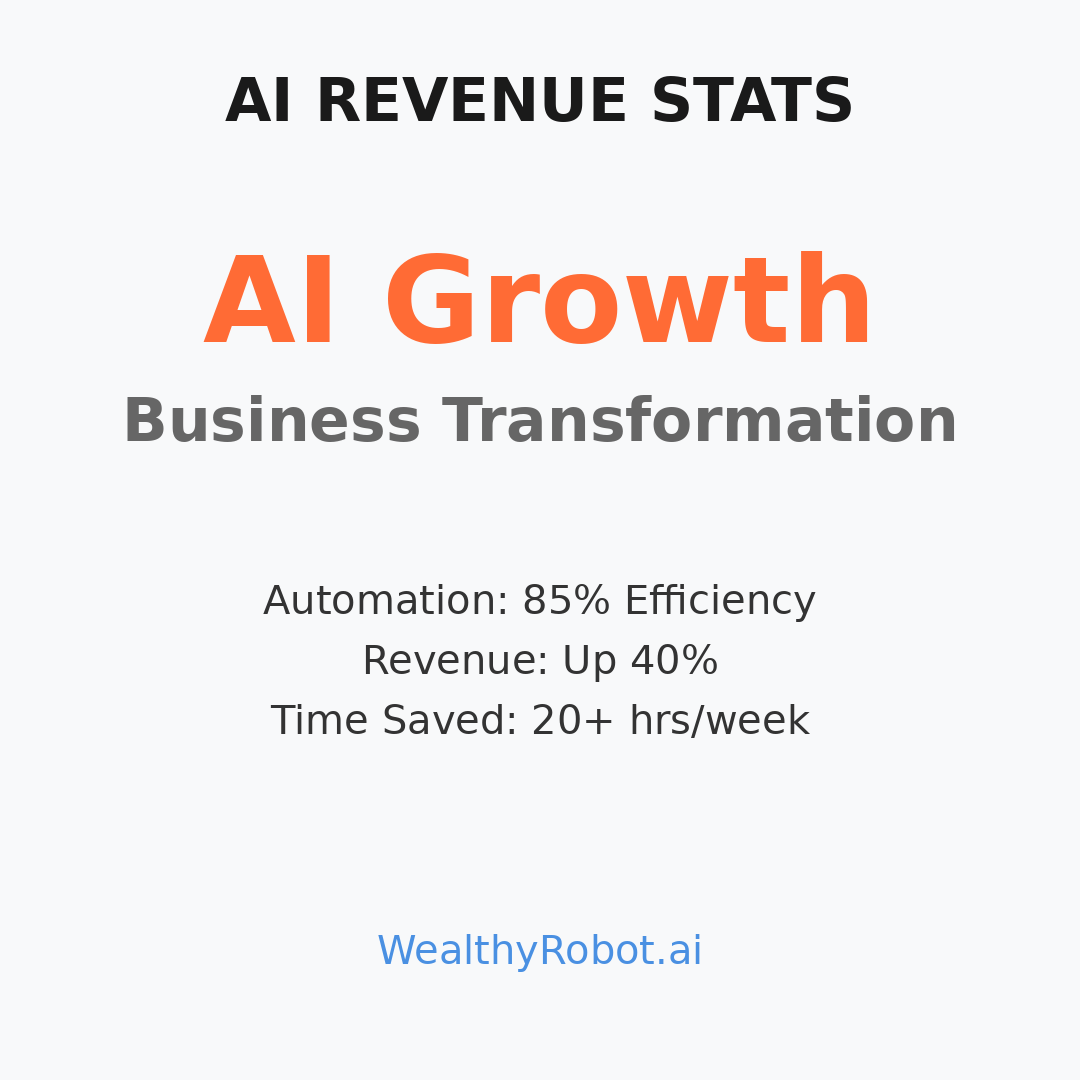 AI REVENUE STATS
AI Growth
Business Transformation
Automation: 85% Efficiency
Revenue: Up 40%
Time Saved: 20+ hrs/week
WealthyRobot.ai